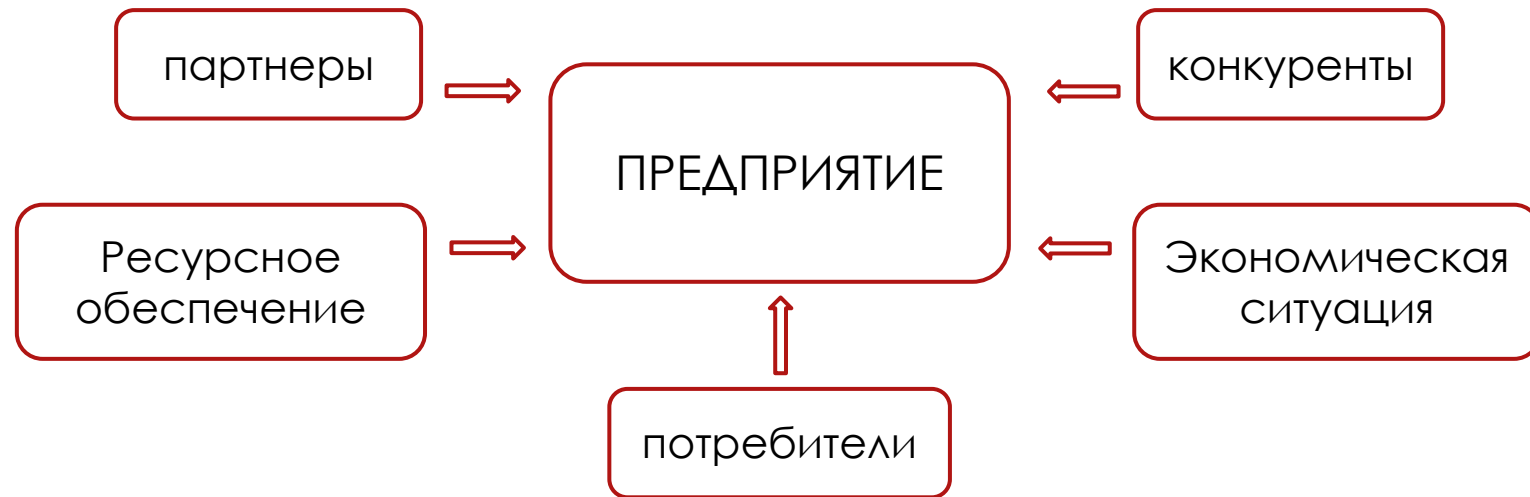 партнеры
конкуренты
ПРЕДПРИЯТИЕ
Ресурсное
обеспечение
Экономическая
ситуация
потребители